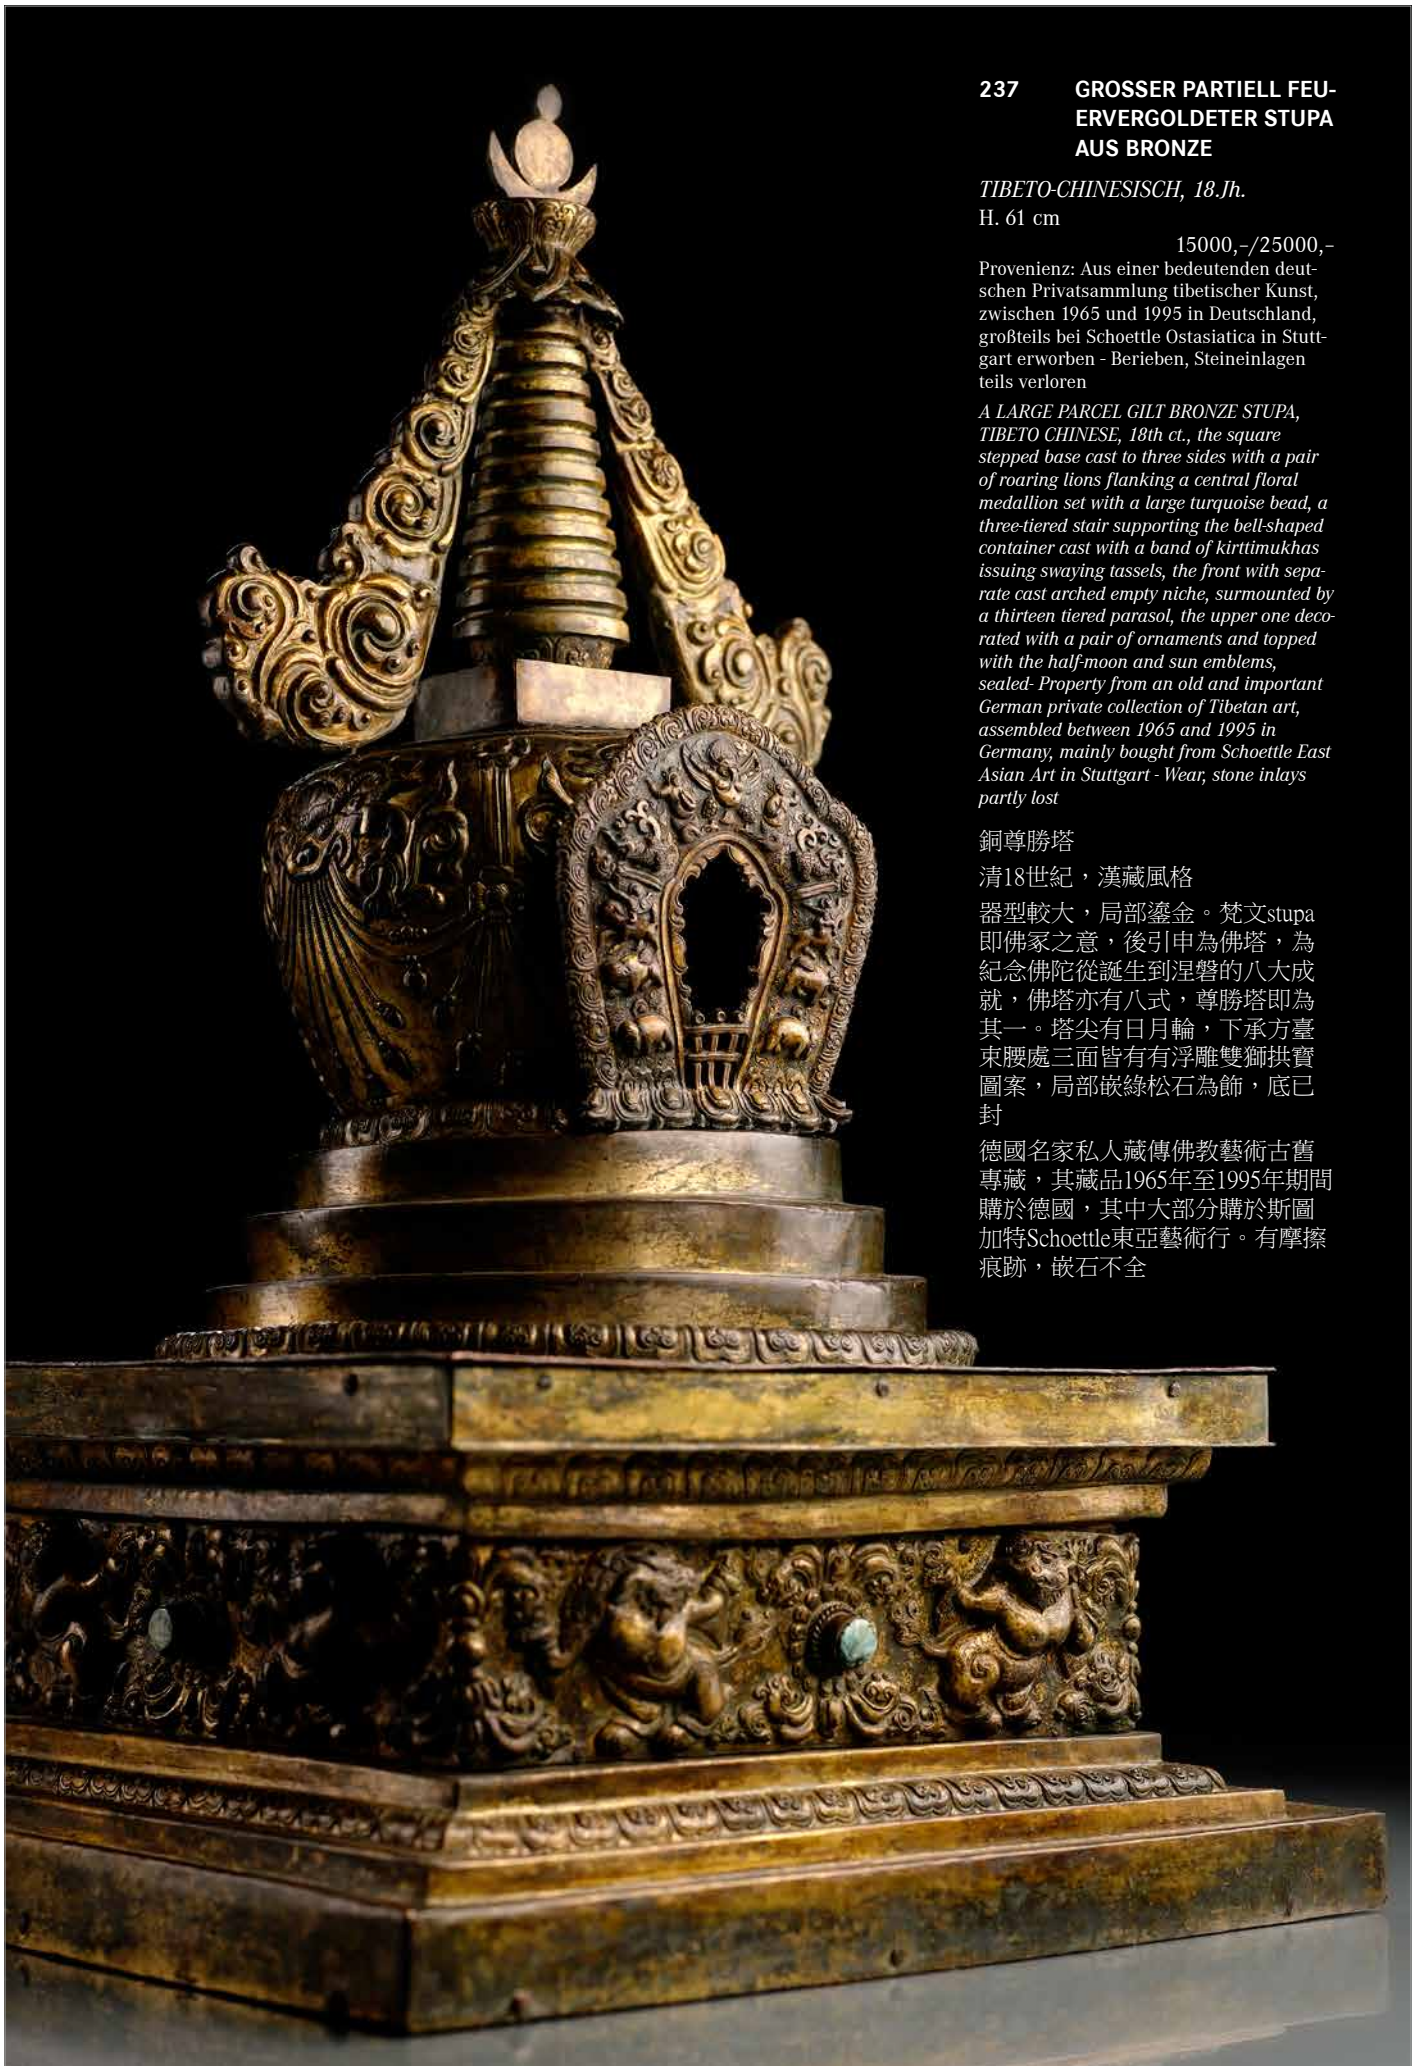 237 GROSSER PARTIELL FEU-
ERVERGOLDETER STUPA
AUS BRONZE
TIBETO-CHINESISCH, 18.Jh.
H. 61 cm
15000,–/25000,–
Provenienz: Aus einer bedeutenden deut-
schen Privatsammlung tibetischer Kunst,
zwischen 1965 und 1995 in Deutschland,
großteils bei Schoettle Ostasiatica in Stutt-
gart erworben - Berieben, Steineinlagen
teils verloren
A LARGE PARCEL GILT BRONZE STUPA,
TIBETO CHINESE, 18th ct., the square
stepped base cast to three sides with a pair
of roaring lions flanking a central floral
medallion set with a large turquoise bead, a
three-tiered stair supporting the bell-shaped
container cast with a band of kirttimukhas
issuing swaying tassels, the front with sepa-
rate cast arched empty niche, surmounted by
a thirteen tiered parasol, the upper one deco-
rated with a pair of ornaments and topped
with the half-moon and sun emblems,
sealed- Property from an old and important
German private collection of Tibetan art,
assembled between 1965 and 1995 in
Germany, mainly bought from Schoettle East
Asian Art in Stuttgart - Wear, stone inlays
partly lost
銅尊勝塔
清18世紀，漢藏風格
器型較大，局部鎏金。梵文stupa
即佛冢之意，後引申為佛塔，為
紀念佛陀從誕生到涅磐的八大成
就，佛塔亦有八式，尊勝塔即為
其一。塔尖有日月輪，下承方臺
束腰處三面皆有有浮雕雙獅拱寶
圖案，局部嵌綠松石為飾，底已
封
德國名家私人藏傳佛教藝術古舊
專藏，其藏品1965年至1995年期間
購於德國，其中大部分購於斯圖
加特Schoettle東亞藝術行。有摩擦
痕跡，嵌石不全